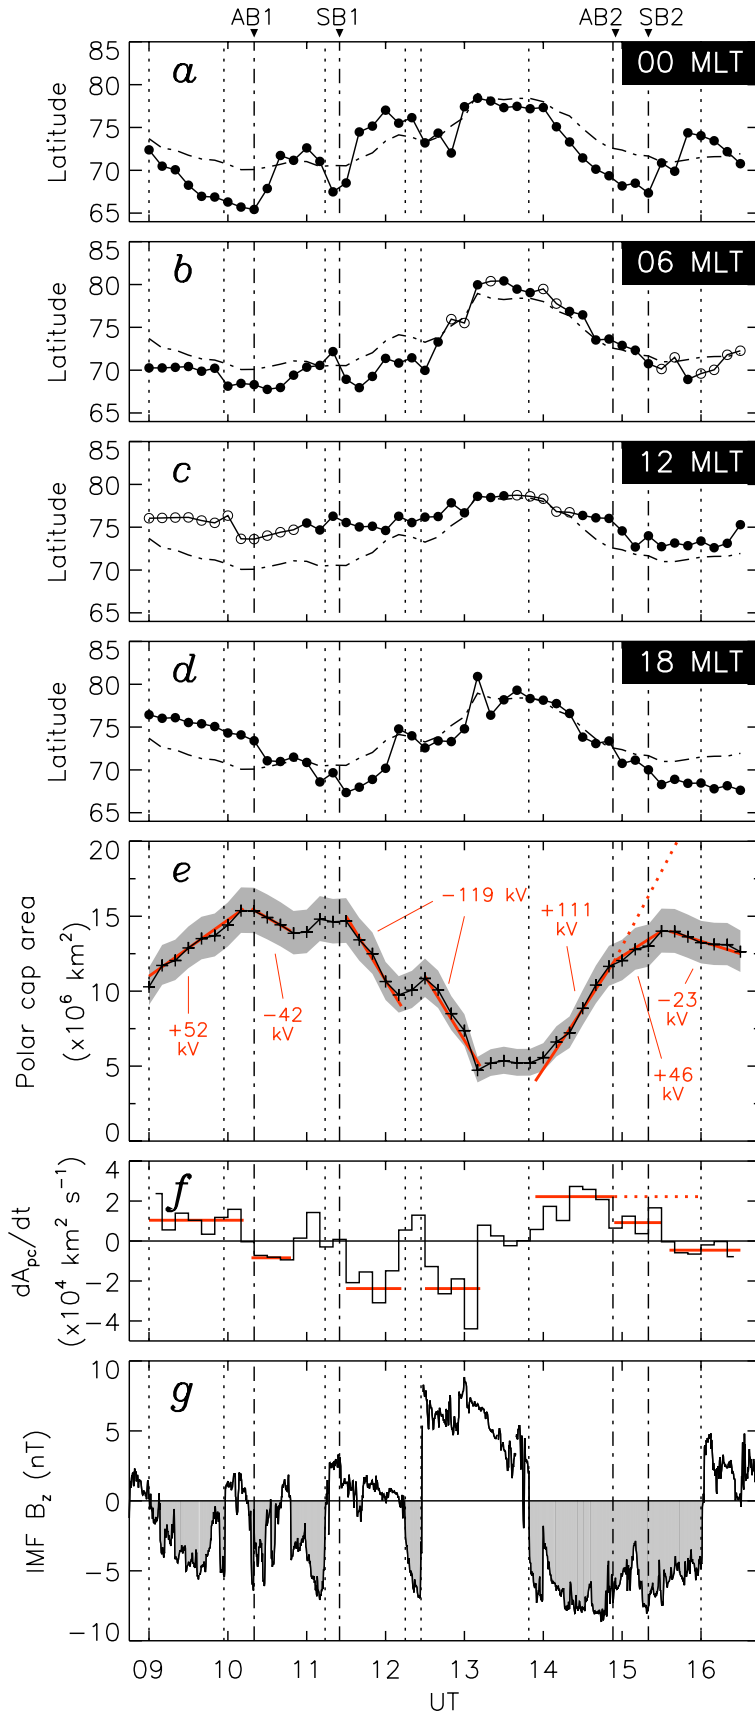 AB1 SB1 AB2 SB2
85
80
75
70
65
Latitude
a
00 MLT
85
80
75
70
65
Latitude
b
06 MLT
85
80
75
70
65
Latitude
c
12 MLT
85
80
75
70
65
Latitude
d
18 MLT
20
15
10
5
0
Polar cap area
(x10⁶ km²)
e
+52
kV
−42
kV
−119 kV
+111
kV
+46
kV
−23
kV
4
2
0
−2
−4
dApc/dt
(x10⁴ km² s⁻¹)
f
10
5
0
−5
−10
IMF Bz (nT)
g
09 10 11 12 13 14 15 16
UT